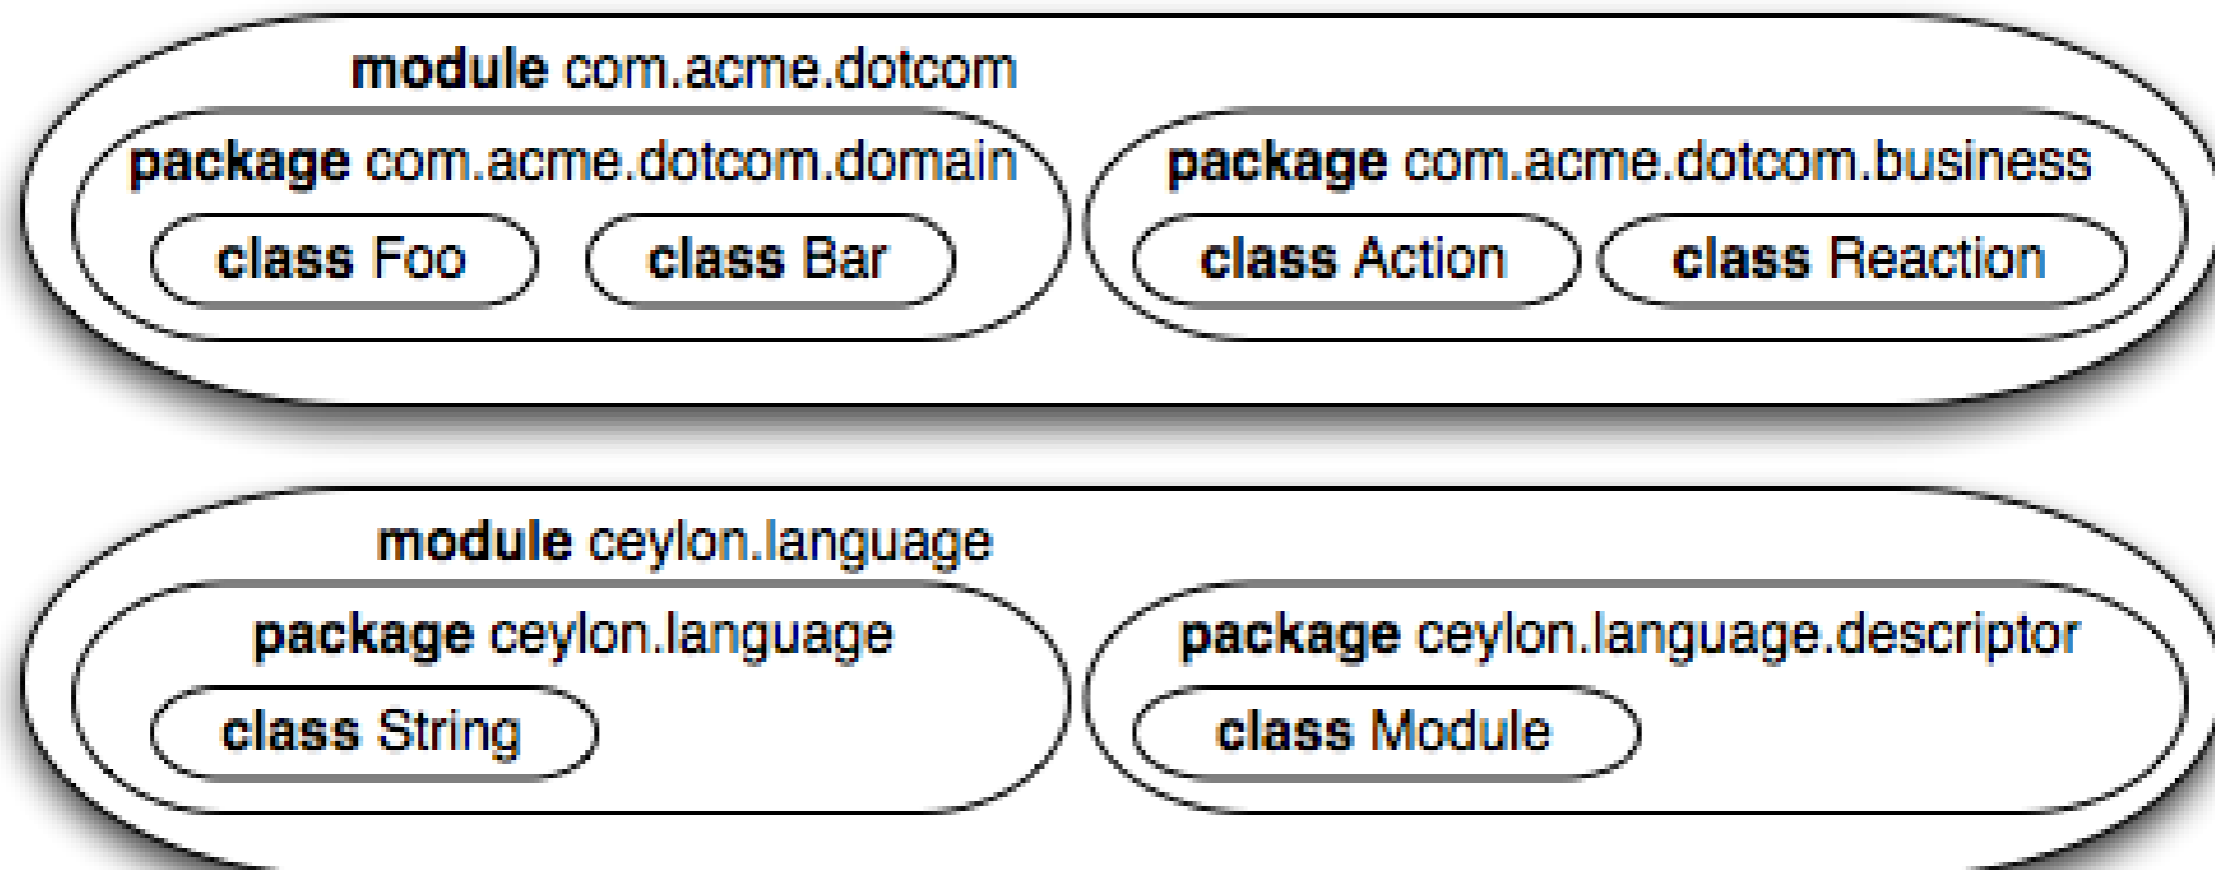 module com.acme.dotcom
package com.acme.dotcom.domain
package com.acme.dotcom.business
class Foo
class Bar
class Action
class Reaction
module ceylon.language
package ceylon.language
package ceylon.language.descriptor
class String
class Module